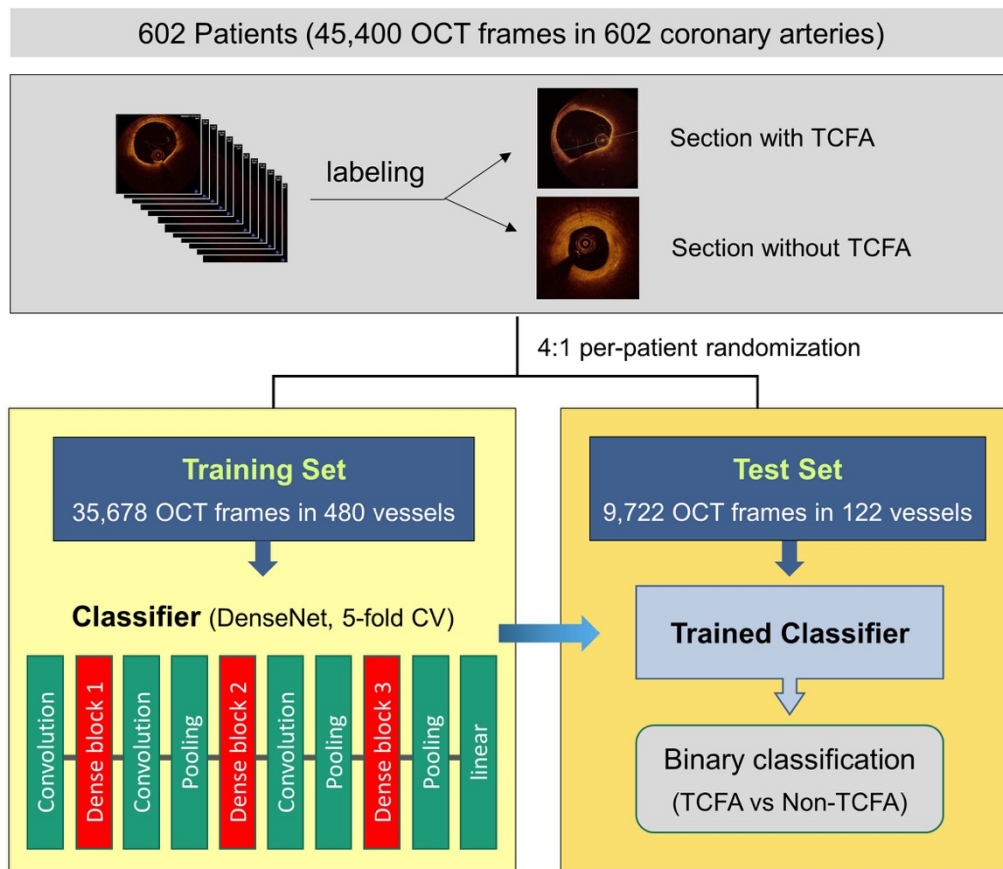 602 Patients (45,400 OCT frames in 602 coronary arteries)
labeling
Section with TCFA
Section without TCFA
4:1 per-patient randomization
Training Set
35,678 OCT frames in 480 vessels
Classifier (DenseNet, 5-fold CV)
Convolution
Dense block 1
Convolution
Pooling
Dense block 2
Convolution
Pooling
Dense block 3
Pooling
linear
Test Set
9,722 OCT frames in 122 vessels
Trained Classifier
Binary classification
(TCFA vs Non-TCFA)